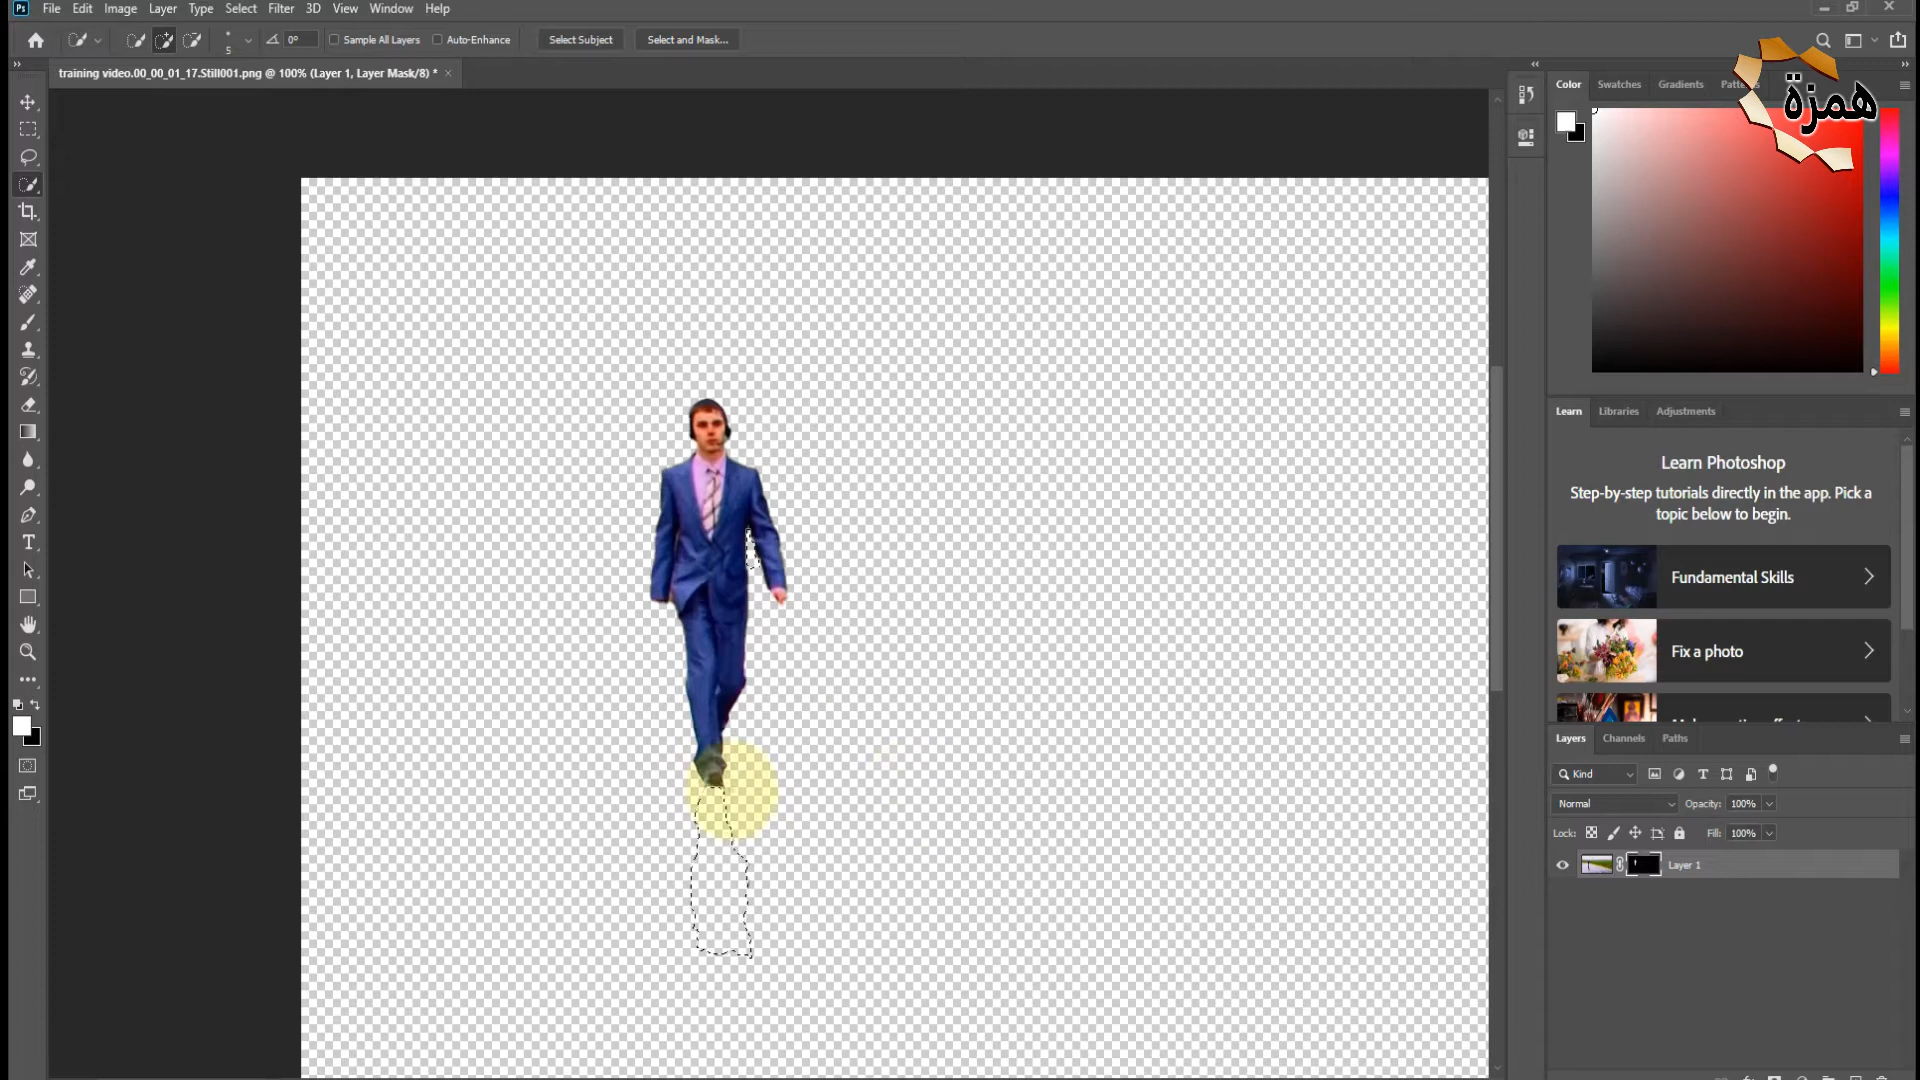 Ps File Edit Image Layer Type Select Filter 3D View Window Help
5 0° Sample All Layers Auto-Enhance Select Subject Select and Mask...
training video.00_00_01_17.Still001.png @ 100% (Layer 1, Layer Mask/8) *
Color Swatches Gradients
همزة
Learn Libraries Adjustments
Learn Photoshop
Step-by-step tutorials directly in the app. Pick a
topic below to begin.
Fundamental Skills
Fix a photo
Layers Channels Paths
Kind
Normal Opacity: 100%
Lock: Fill: 100%
Layer 1